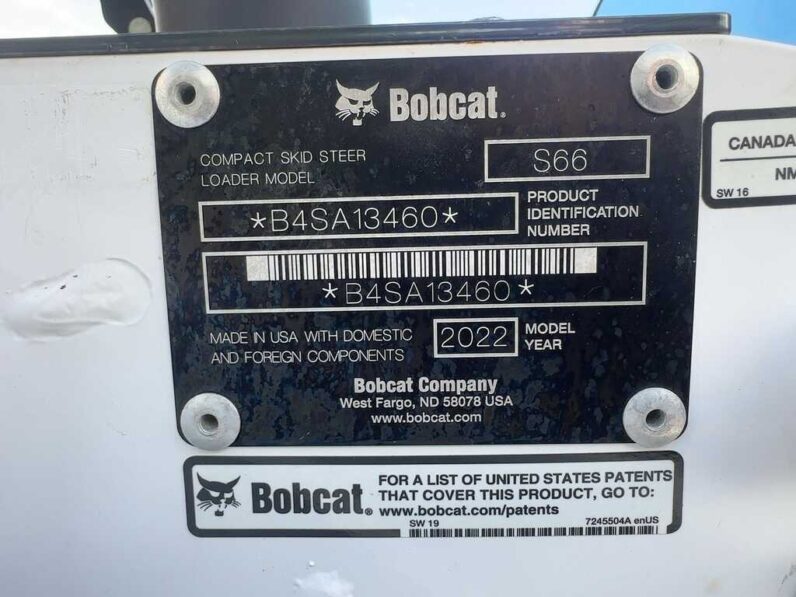 Bobcat.
COMPACT SKID STEER
LOADER MODEL
S66
*B4SA13460*
PRODUCT
IDENTIFICATION
NUMBER
*B4SA13460*
MADE IN USA WITH DOMESTIC
AND FOREIGN COMPONENTS
2022
MODEL
YEAR
Bobcat Company
West Fargo, ND 58078 USA
www.bobcat.com
CANADA
NM
SW 16
Bobcat.
FOR A LIST OF UNITED STATES PATENTS
THAT COVER THIS PRODUCT, GO TO:
www.bobcat.com/patents
SW 19
7245504A enUS